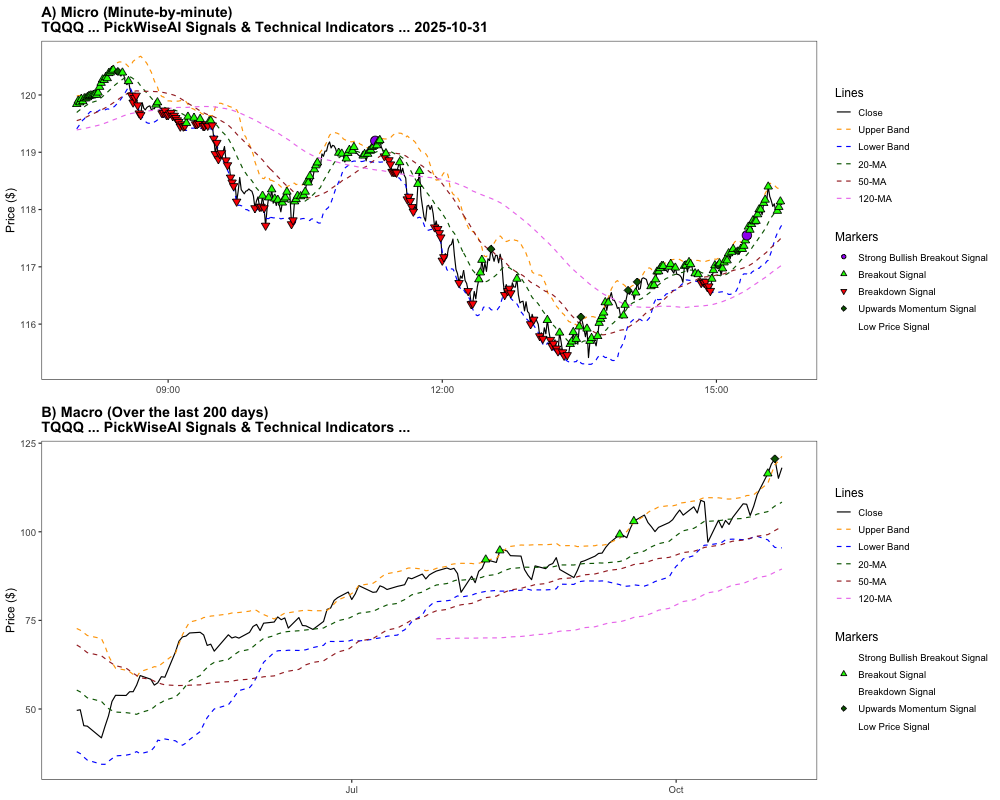 A) Micro (Minute-by-minute)
TQQQ ... PickWiseAI Signals & Technical Indicators ... 2025-10-31
Price ($)
120
119
118
117
116
09:00
12:00
15:00
Lines
Close
Upper Band
Lower Band
20-MA
50-MA
120-MA
Markers
Strong Bullish Breakout Signal
Breakout Signal
Breakdown Signal
Upwards Momentum Signal
Low Price Signal
B) Macro (Over the last 200 days)
TQQQ ... PickWiseAI Signals & Technical Indicators ...
Price ($)
125
100
75
50
Jul
Oct
Lines
Close
Upper Band
Lower Band
20-MA
50-MA
120-MA
Markers
Strong Bullish Breakout Signal
Breakout Signal
Breakdown Signal
Upwards Momentum Signal
Low Price Signal